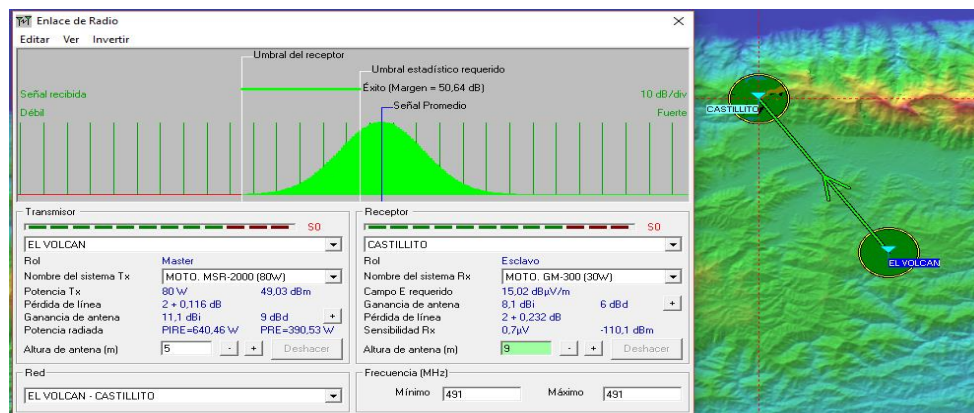 Enlace de Radio
Editar Ver Invertir
Umbral del receptor
Umbral estadístico requerido
Éxito (Margen = 50,64 dB)
Señal recibida
10 dB/div
Señal Promedio
Débil
Fuerte
Transmisor
S0
EL VOLCAN
Rol Master
Nombre del sistema Tx MOTO. MSR-2000 (80W)
Potencia Tx 80 W 49,03 dBm
Pérdida de línea 2 + 0,116 dB
Ganancia de antena 11,1 dBi 9 dBd +
Potencia radiada PIRE=640,46 W PRE=390,53 W
Altura de antena (m) 5 - + Deshacer
Receptor
S0
CASTILLITO
Rol Esclavo
Nombre del sistema Rx MOTO. GM-300 (30W)
Campo E requerido 15,02 dBµV/m
Ganancia de antena 8,1 dBi 6 dBd +
Pérdida de línea 2 + 0,232 dB
Sensibilidad Rx 0,7µV -110,1 dBm
Altura de antena (m) 9 - + Deshacer
Red
EL VOLCAN - CASTILLITO
Frecuencia (MHz)
Mínimo 491 Máximo 491
CASTILLITO
EL VOLCAN